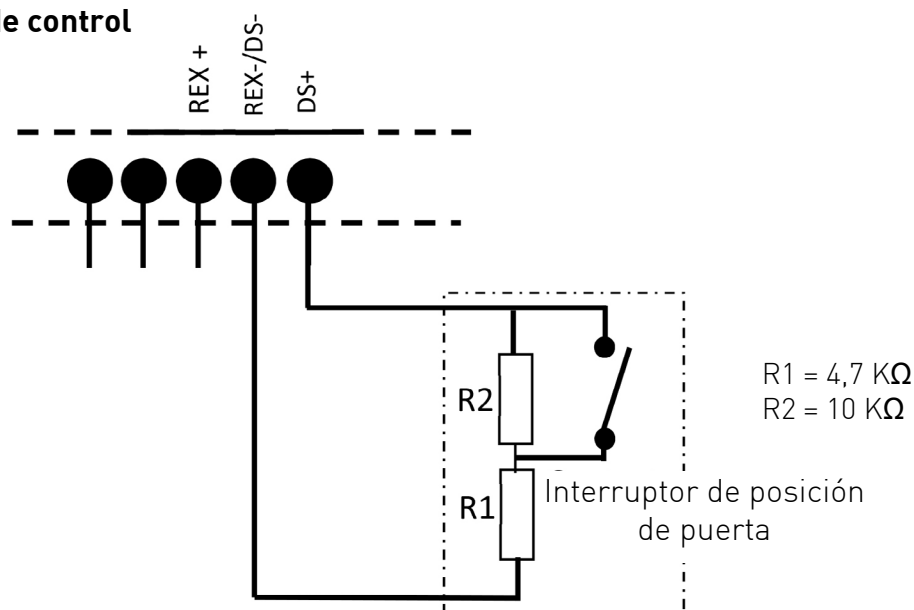 de control
REX +
REX-/DS-
DS+
R2
R1
R1 = 4,7 KΩ
R2 = 10 KΩ
Interruptor de posición
de puerta